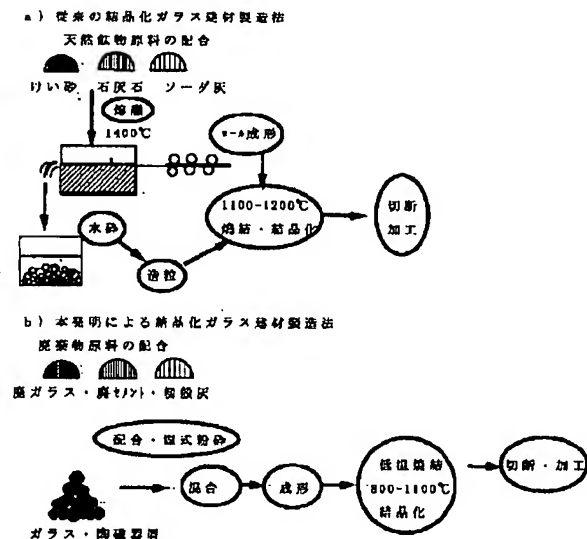 a) 従来の結晶化ガラス建材製造法
天然鉱物原料の配合
けい砂 石灰石 ソーダ灰
熔融
1400℃
ロール成形
1100-1200℃
焼結・結晶化
切断
加工
水砕
造粒
b) 本発明による結晶化ガラス建材製造法
廃棄物原料の配合
廃ガラス・廃セメント・籾殻灰
配合・湿式粉砕
混合
成形
低温焼結
800-1100℃
結晶化
切断・加工
ガラス・陶磁器屑